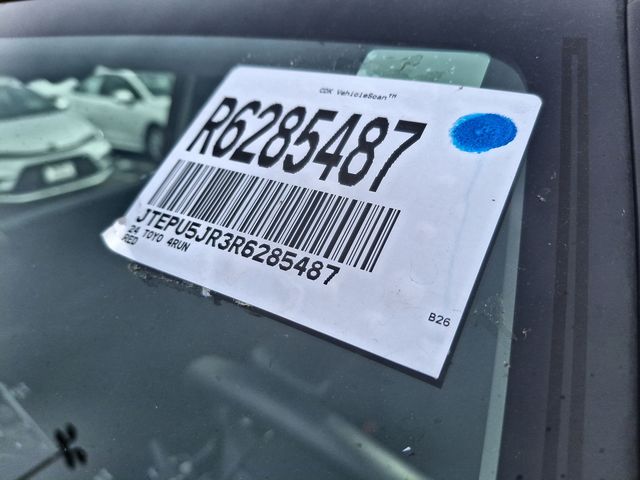 CDK VehicleScan™
R6285487
JTEPU5JR3R6285487
24 TOYO 4RUN
RED
B26